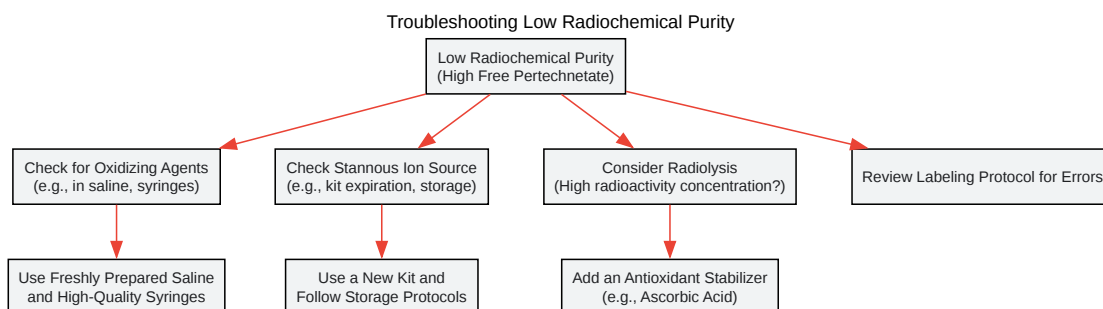 Troubleshooting Low Radiochemical Purity
Low Radiochemical Purity
(High Free Pertechnetate)
Check for Oxidizing Agents
(e.g., in saline, syringes)
Check Stannous Ion Source
(e.g., kit expiration, storage)
Consider Radiolysis
(High radioactivity concentration?)
Review Labeling Protocol for Errors
Use Freshly Prepared Saline
and High-Quality Syringes
Use a New Kit and
Follow Storage Protocols
Add an Antioxidant Stabilizer
(e.g., Ascorbic Acid)